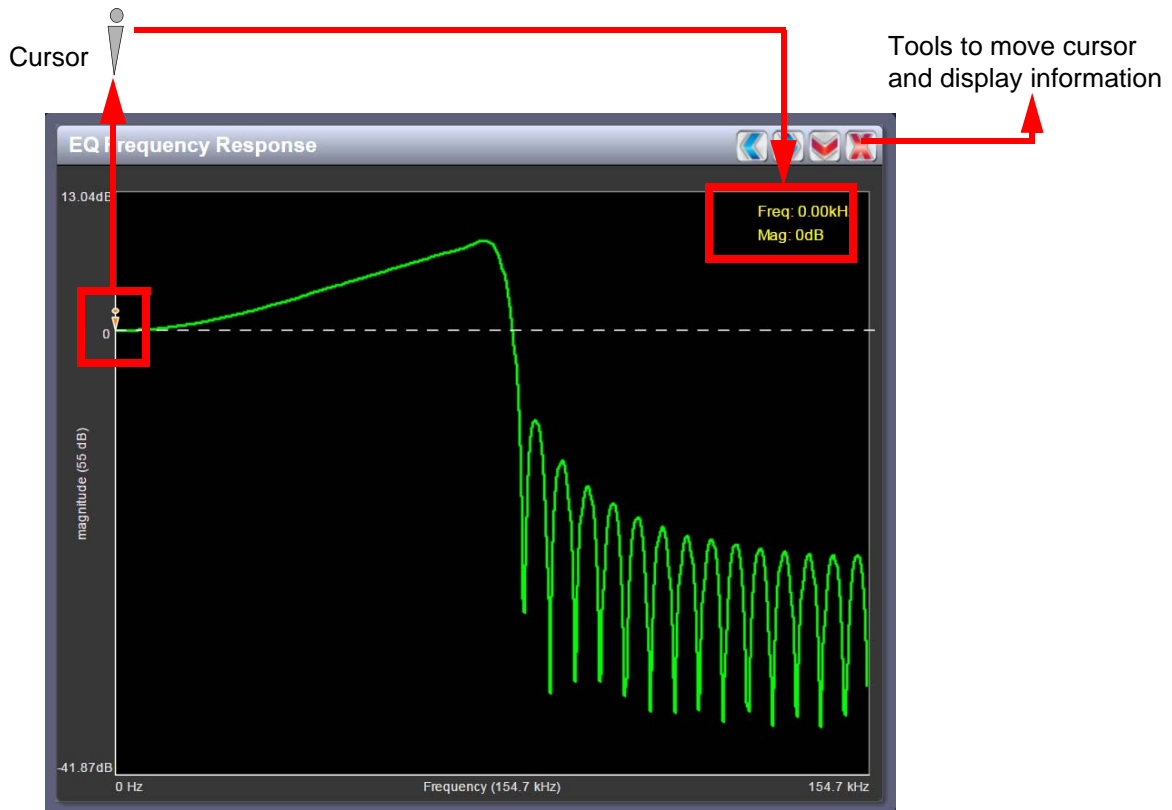 Cursor
Tools to move cursor
and display information
EQ Frequency Response
13.04dB
Freq: 0.00kHz
Mag: 0dB
0
magnitude (55 dB)
-41.87dB
0 Hz
Frequency (154.7 kHz)
154.7 kHz